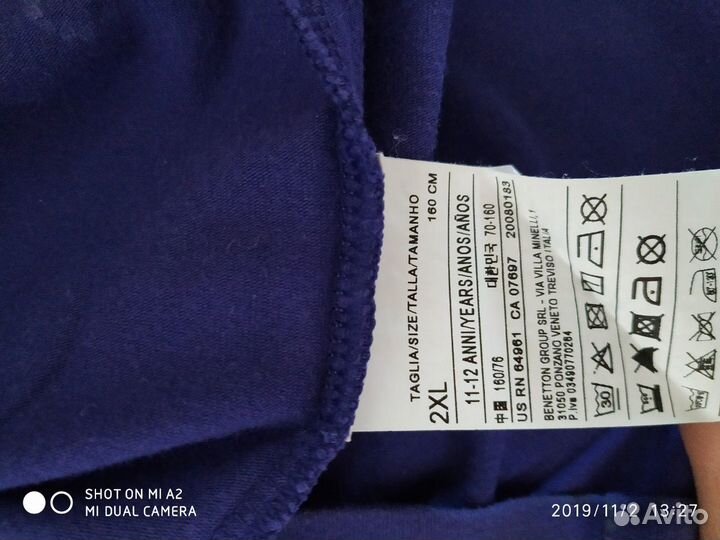 TAGLIA/SIZE/TALLA/TAMANHO
2XL 160 CM
11-12 ANNI/YEARS/ANOS/AÑOS
中國 160/76 대한민국 70-160
US RN 64961 CA 07697 20080183
BENETTON GROUP SRL - VIA VILLA MINELLI, 1
31050 PONZANO VENETO TREVISO ITALIA
P.Iva 03490770264
30
SHOT ON MI A2
MI DUAL CAMERA
2019/11/2 13:27
Avito